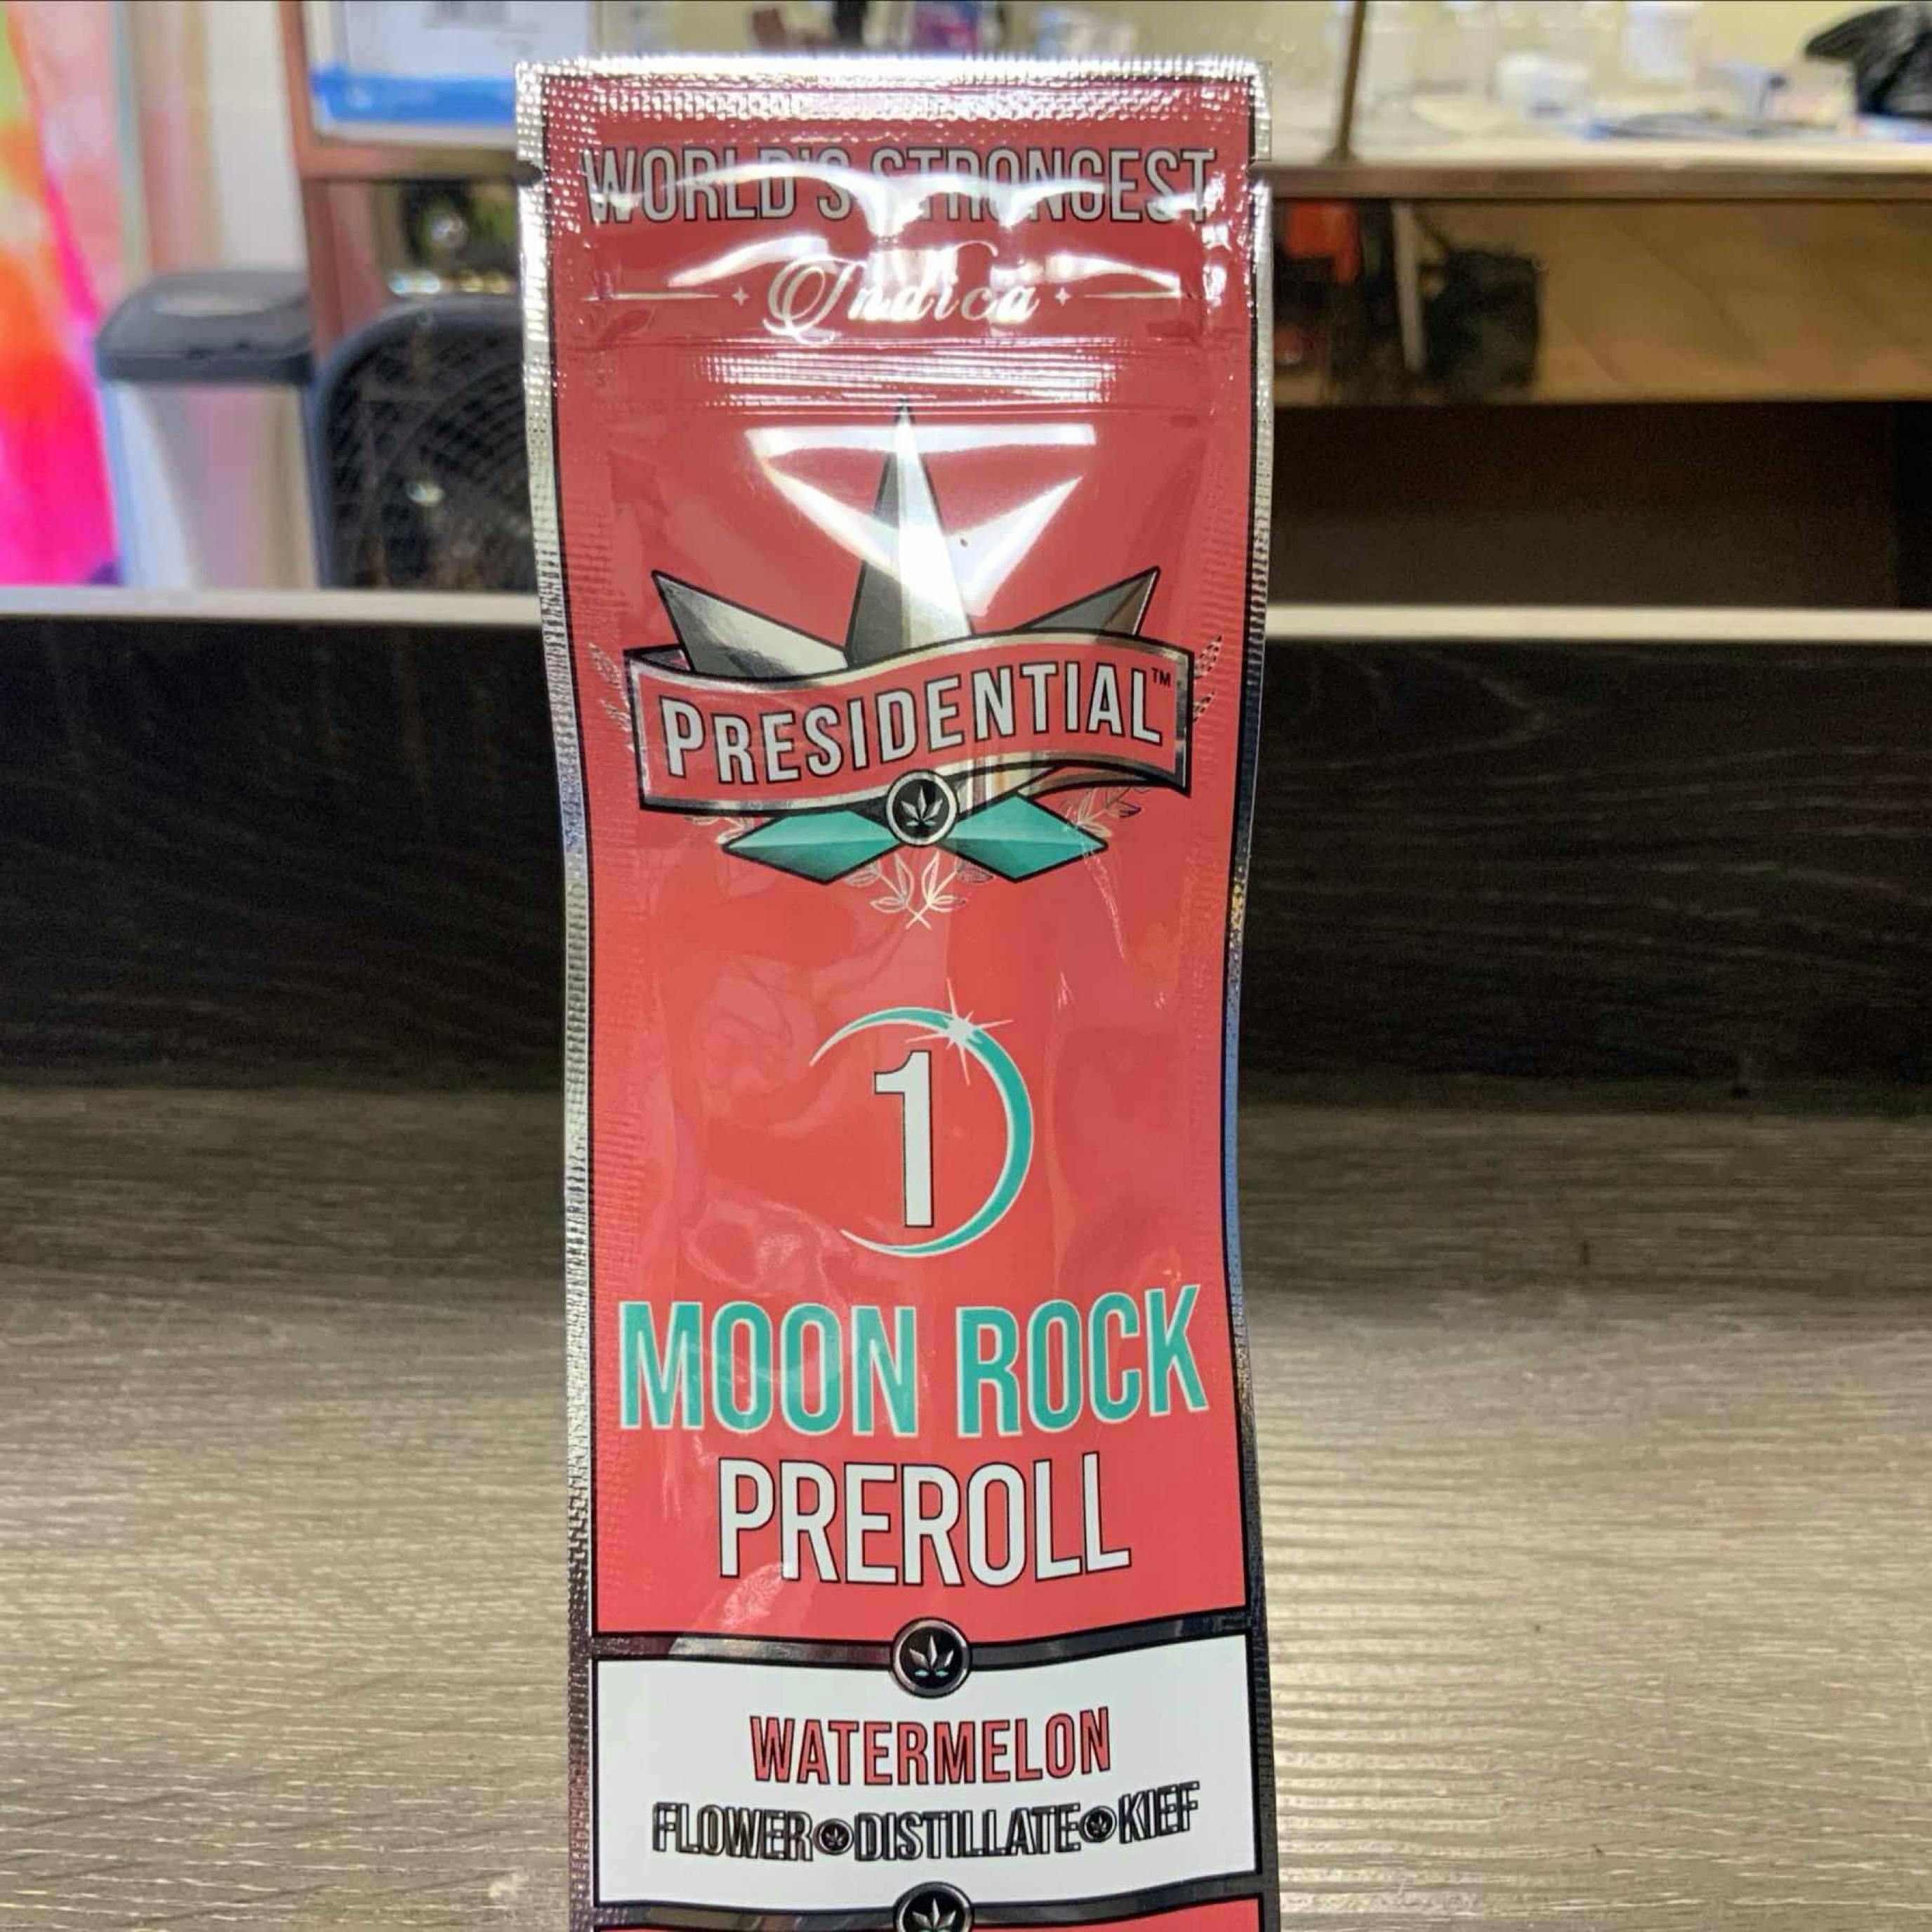 WORLD'S STRONGEST
Indica
PRESIDENTIAL™
1
MOON ROCK
PREROLL
WATERMELON
FLOWER DISTILLATE KIEF